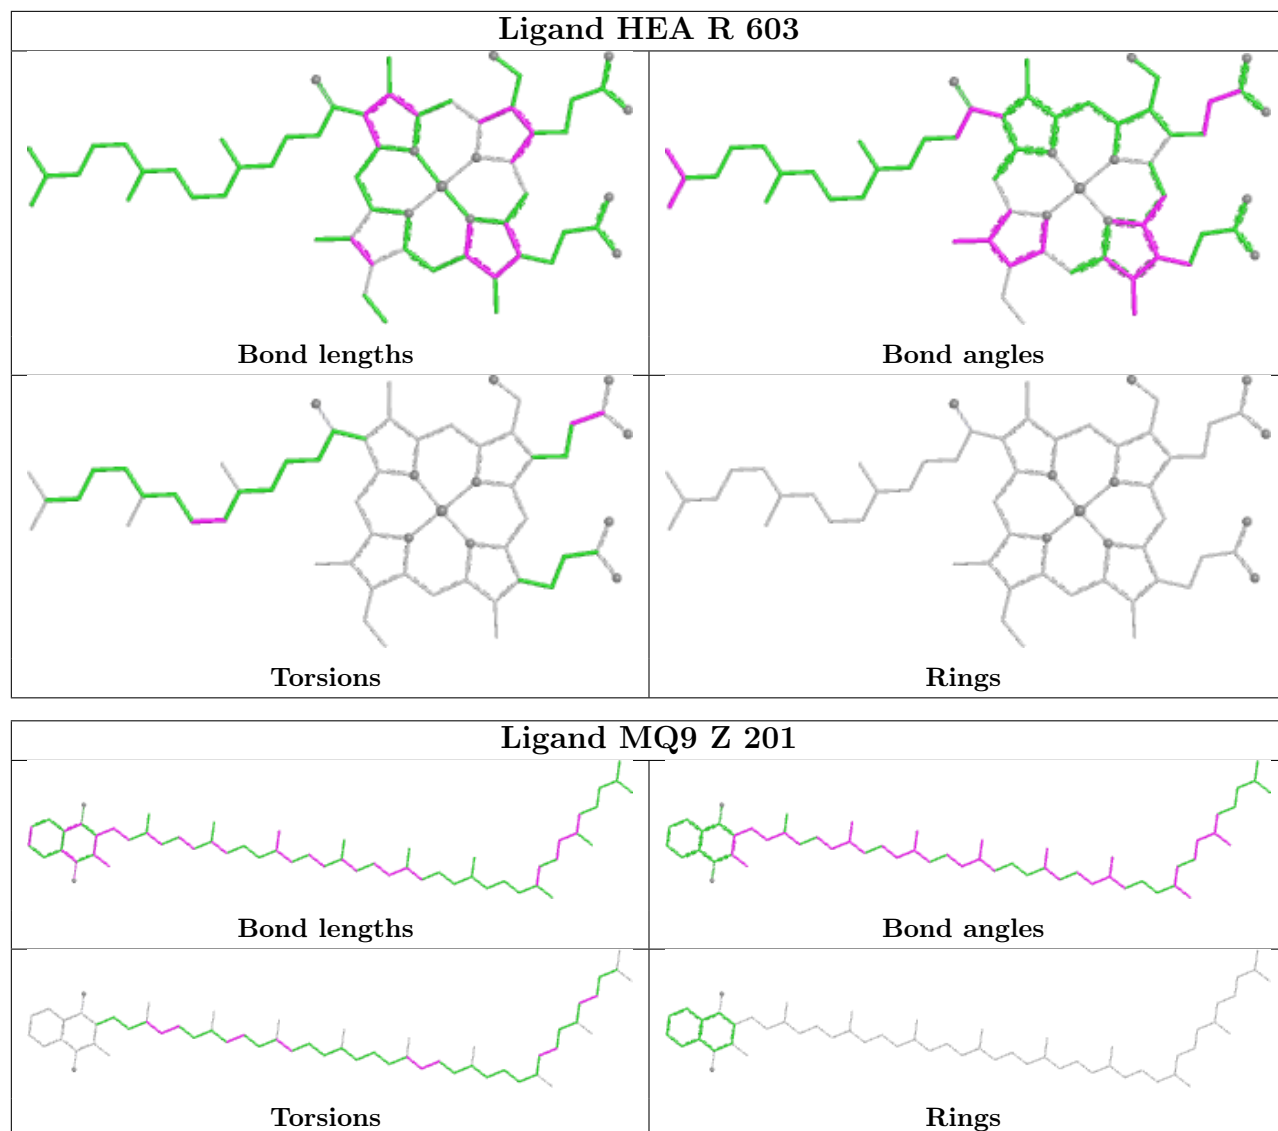 Ligand HEA R 603
Bond lengths
Bond angles
Torsions
Rings
Ligand MQ9 Z 201
Bond lengths
Bond angles
Torsions
Rings